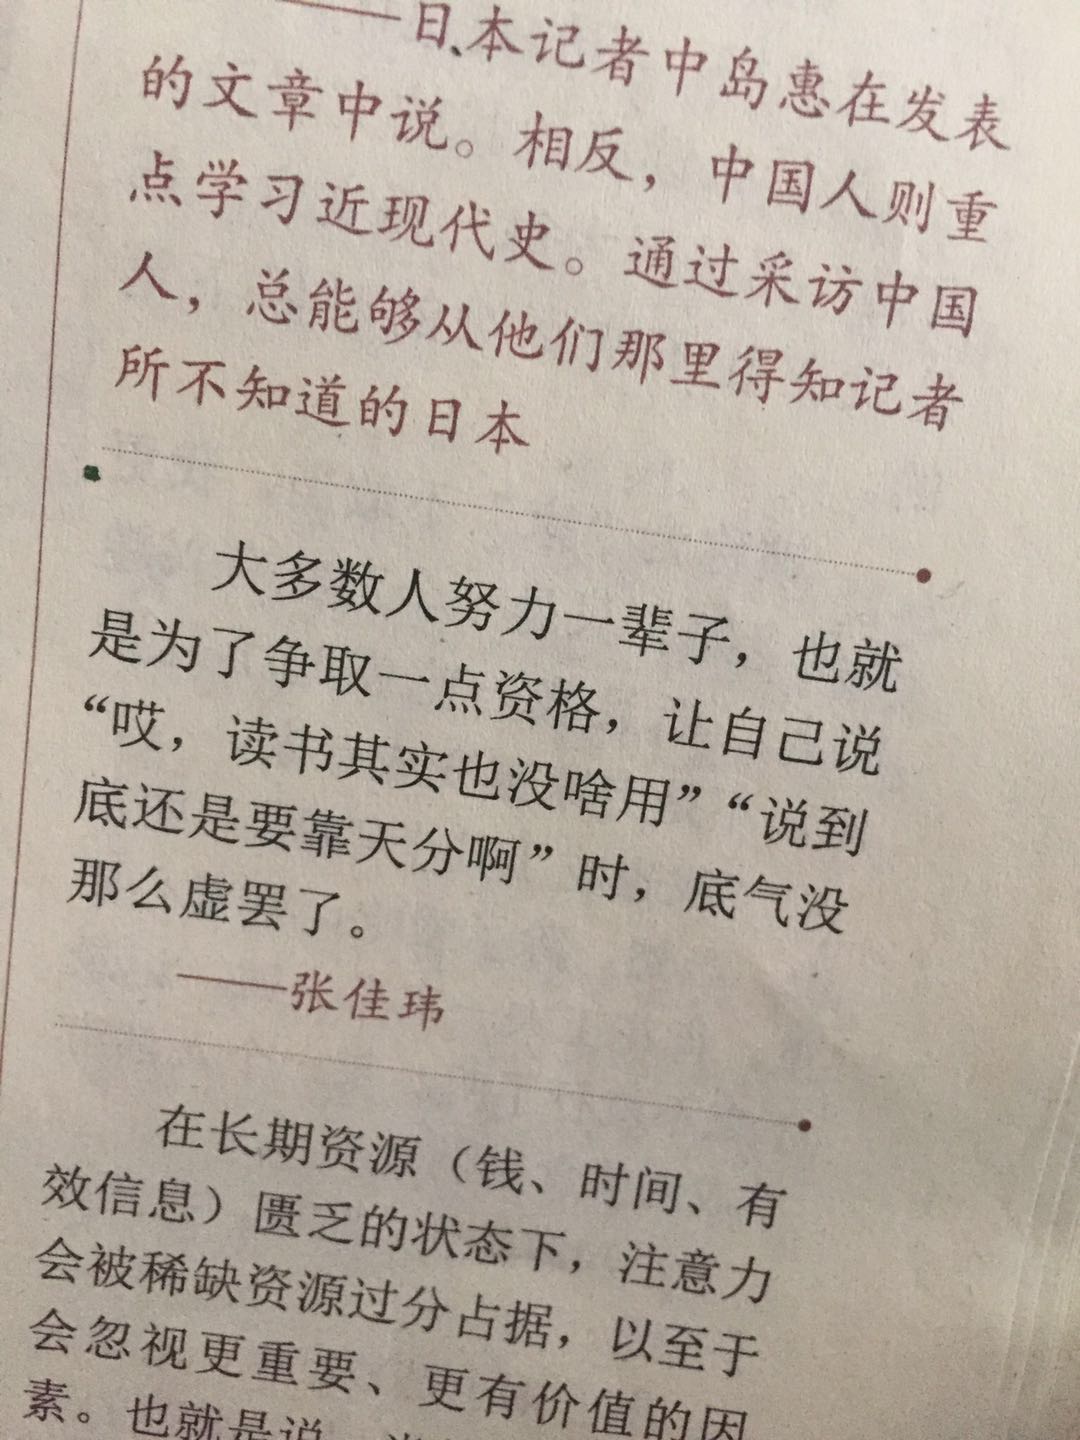 ——日本记者中岛惠在发表
的文章中说。相反，中国人则重
点学习近现代史。通过采访中国
人，总能够从他们那里得知记者
所不知道的日本
大多数人努力一辈子，也就
是为了争取一点资格，让自己说
“哎，读书其实也没啥用”“说到
底还是要靠天分啊”时，底气没
那么虚罢了。
——张佳玮
在长期资源（钱、时间、有
效信息）匮乏的状态下，注意力
会被稀缺资源过分占据，以至于
会忽视更重要、更有价值的因
素。也就是说，